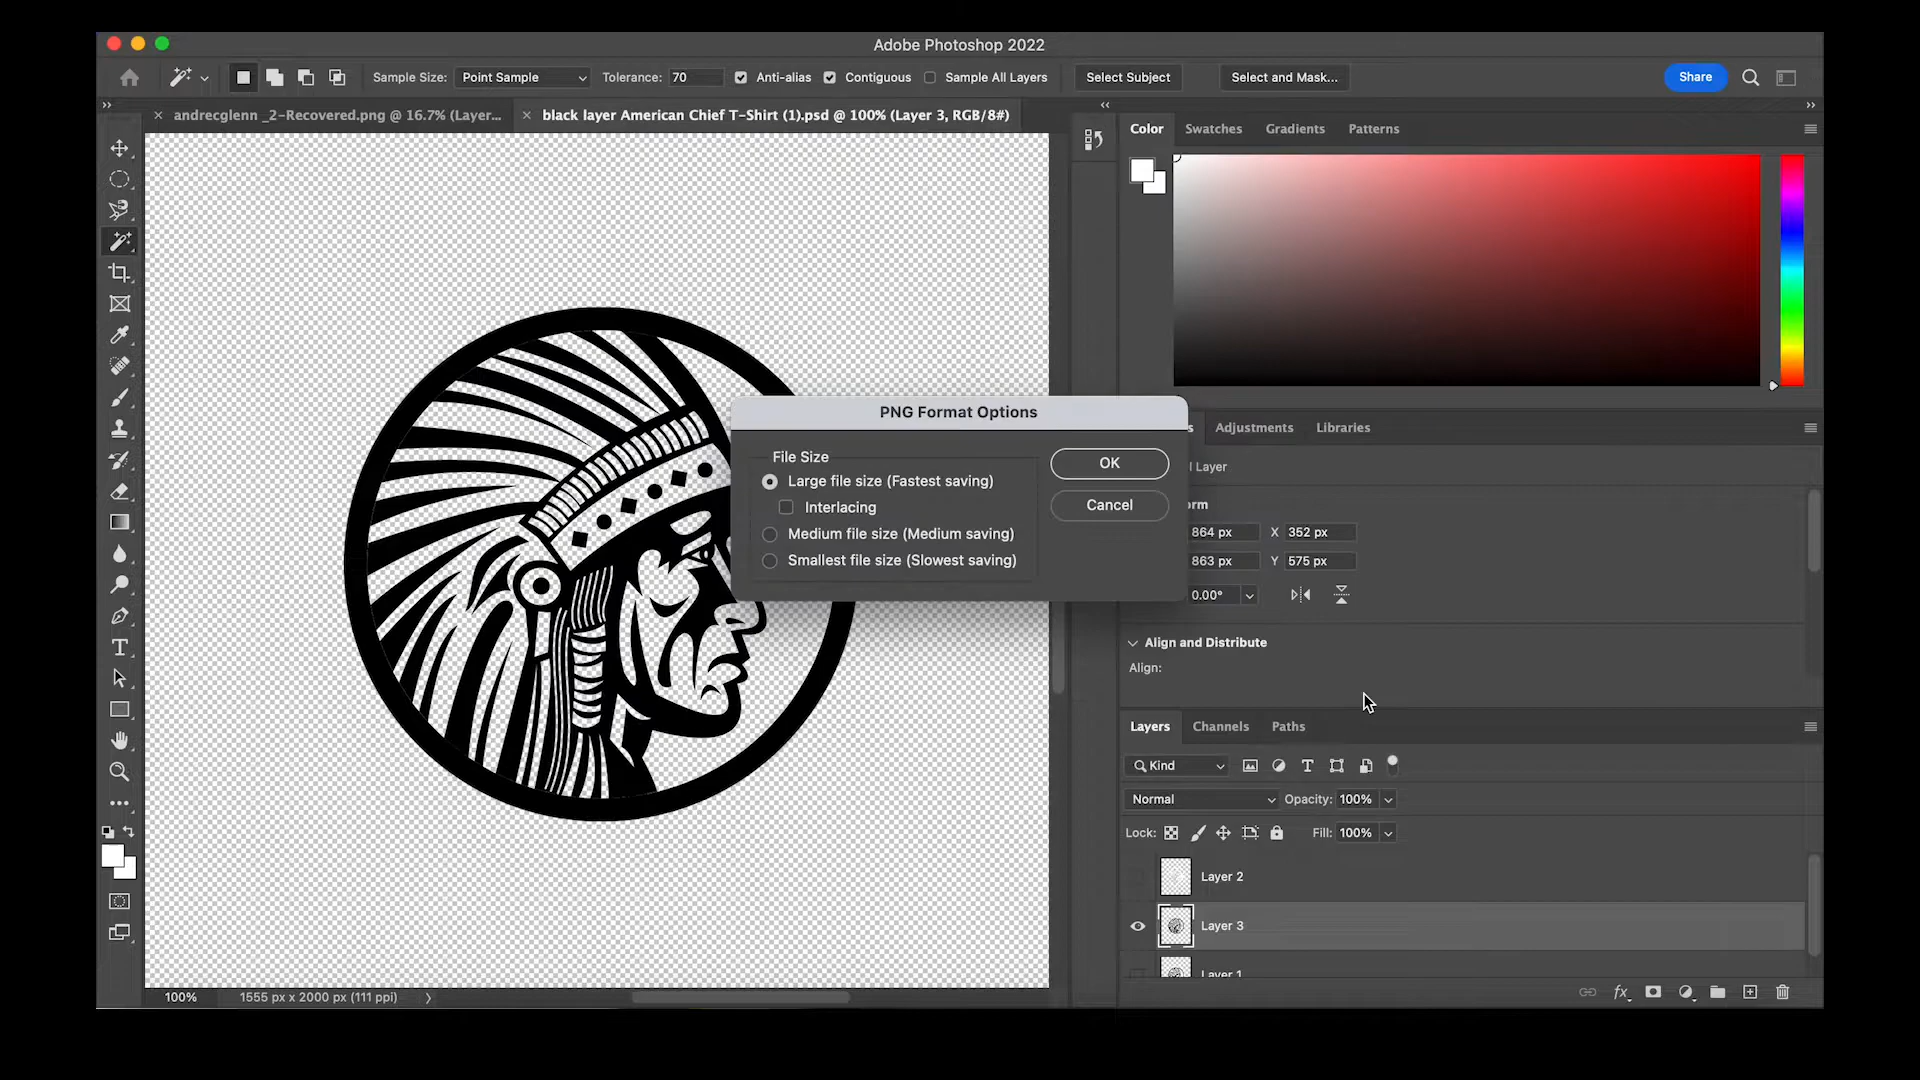 Adobe Photoshop 2022
Sample Size: Point Sample Tolerance: 70 Anti-alias Contiguous Sample All Layers Select Subject Select and Mask... Share
andrecglenn _2-Recovered.png @ 16.7% (Layer... black layer American Chief T-Shirt (1).psd @ 100% (Layer 3, RGB/8#)
Color Swatches Gradients Patterns
PNG Format Options
File Size
Large file size (Fastest saving)
Interlacing
Medium file size (Medium saving)
Smallest file size (Slowest saving)
OK
Cancel
s Adjustments Libraries
l Layer
orm
864 px X 352 px
863 px Y 575 px
0.00°
Align and Distribute
Align:
Layers Channels Paths
Kind
Normal Opacity: 100%
Lock: Fill: 100%
Layer 2
Layer 3
Layer 1
100% 1555 px x 2000 px (111 ppi)